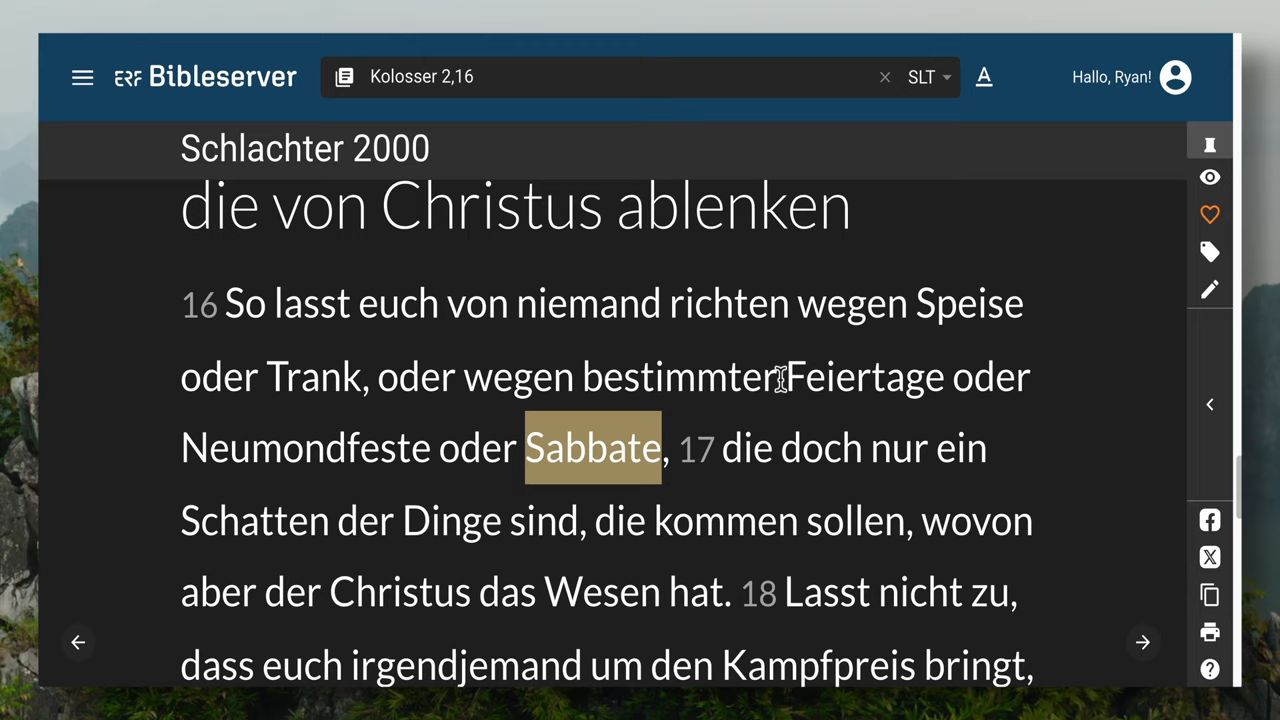 ERF Bibleserver
Kolosser 2,16
SLT
A
Hallo, Ryan!
Schlachter 2000
die von Christus ablenken
16 So lasst euch von niemand richten wegen Speise
oder Trank, oder wegen bestimmter Feiertage oder
Neumondfeste oder Sabbate, 17 die doch nur ein
Schatten der Dinge sind, die kommen sollen, wovon
aber der Christus das Wesen hat. 18 Lasst nicht zu,
dass euch irgendjemand um den Kampfpreis bringt,